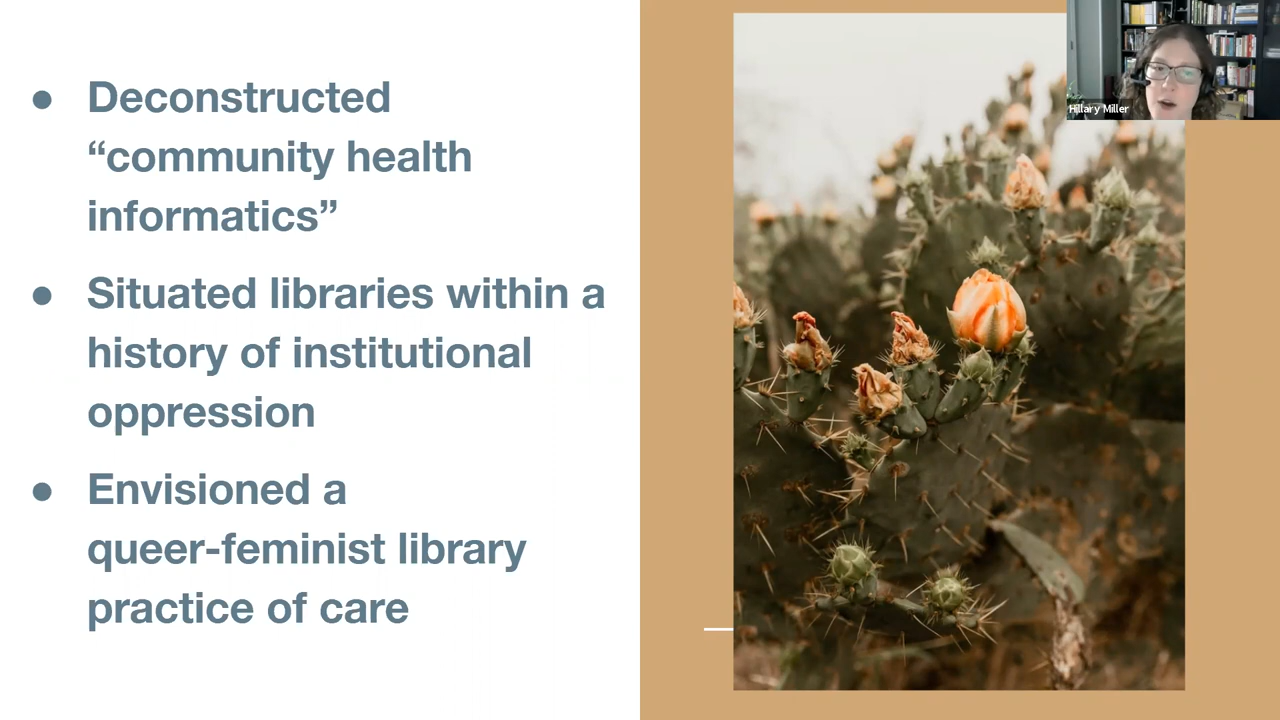 ● Deconstructed
“community health
informatics”
● Situated libraries within a
history of institutional
oppression
● Envisioned a
queer-feminist library
practice of care
Hillary Miller